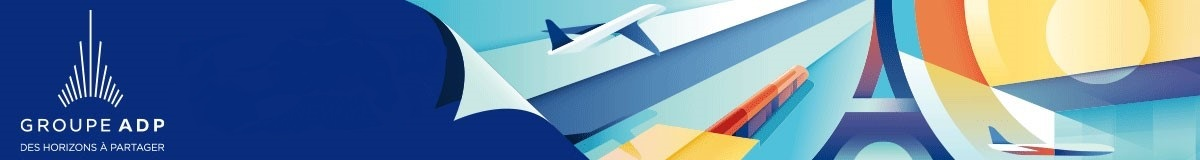 GROUPE ADP
DES HORIZONS À PARTAGER